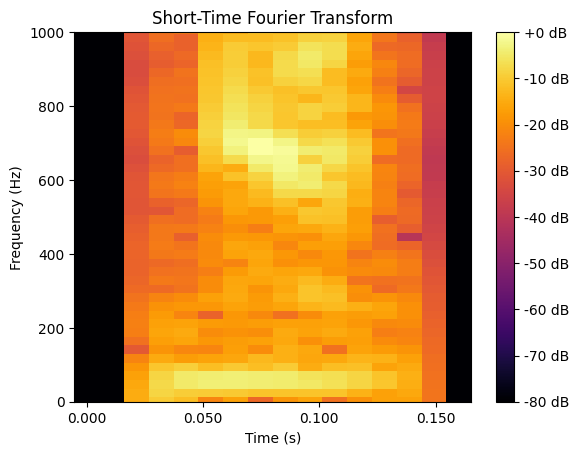 Short-Time Fourier Transform
1000
800
600
400
200
0
Frequency (Hz)
0.000
0.050
0.100
0.150
Time (s)
+0 dB
-10 dB
-20 dB
-30 dB
-40 dB
-50 dB
-60 dB
-70 dB
-80 dB